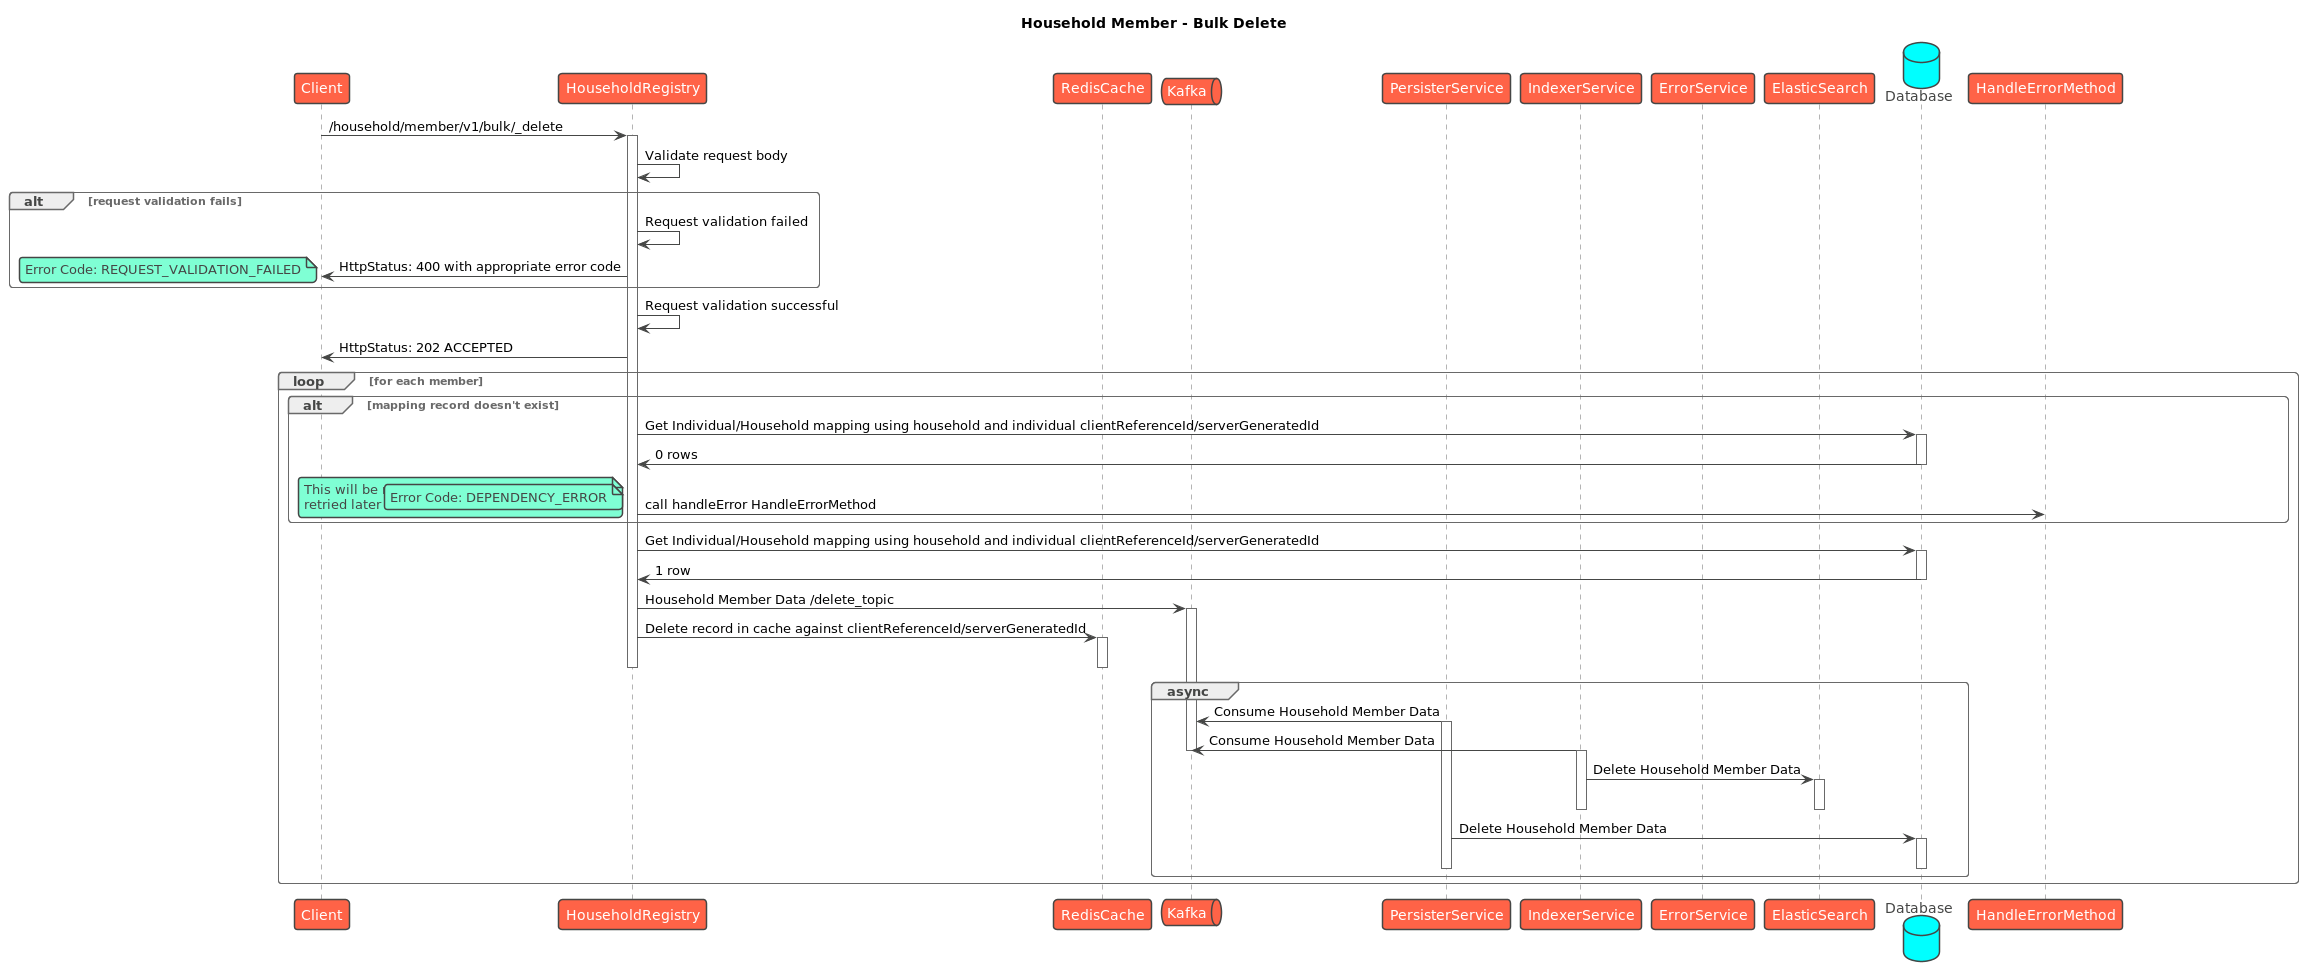 Household Member - Bulk Delete
Client
HouseholdRegistry
RedisCache
Kafka
PersisterService
IndexerService
ErrorService
ElasticSearch
Database
HandleErrorMethod
/household/member/v1/bulk/_delete
Validate request body
alt
[request validation fails]
Request validation failed
Error Code: REQUEST_VALIDATION_FAILED
HttpStatus: 400 with appropriate error code
Request validation successful
HttpStatus: 202 ACCEPTED
loop
[for each member]
alt
[mapping record doesn't exist]
Get Individual/Household mapping using household and individual clientReferenceId/serverGeneratedId
0 rows
This will be
retried later
Error Code: DEPENDENCY_ERROR
call handleError HandleErrorMethod
Get Individual/Household mapping using household and individual clientReferenceId/serverGeneratedId
1 row
Household Member Data /delete_topic
Delete record in cache against clientReferenceId/serverGeneratedId
async
Consume Household Member Data
Consume Household Member Data
Delete Household Member Data
Delete Household Member Data
Client
HouseholdRegistry
RedisCache
Kafka
PersisterService
IndexerService
ErrorService
ElasticSearch
Database
HandleErrorMethod